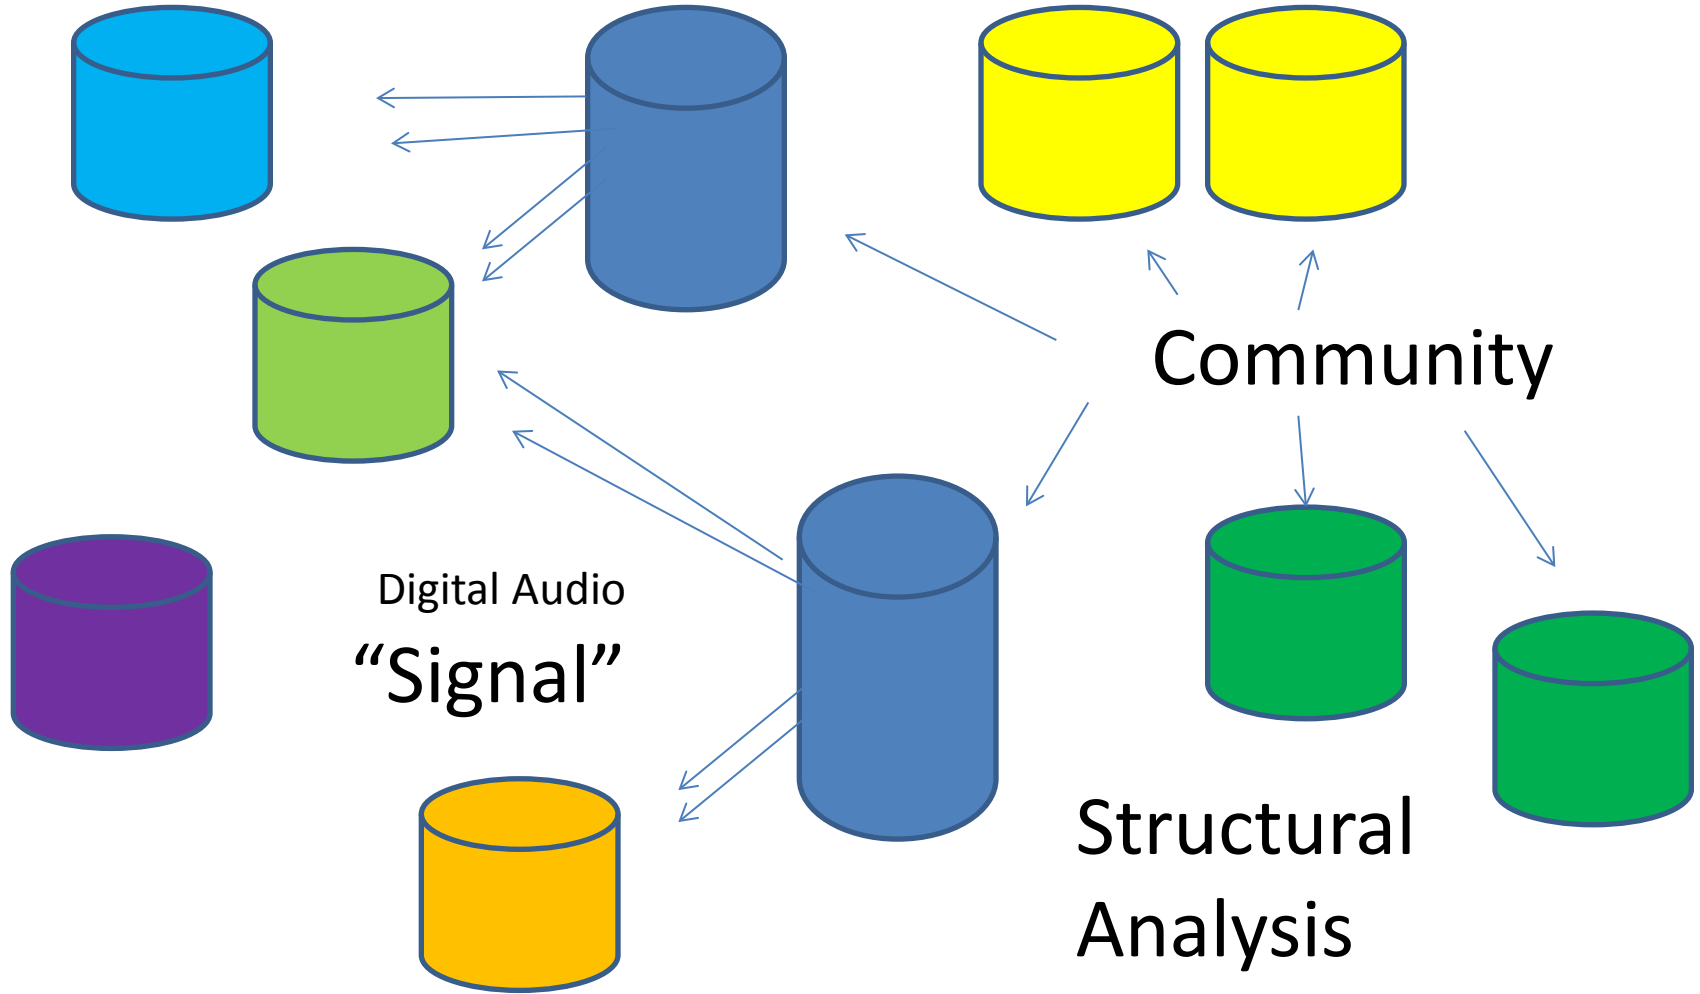 Community
Digital Audio
“Signal”
Structural
Analysis